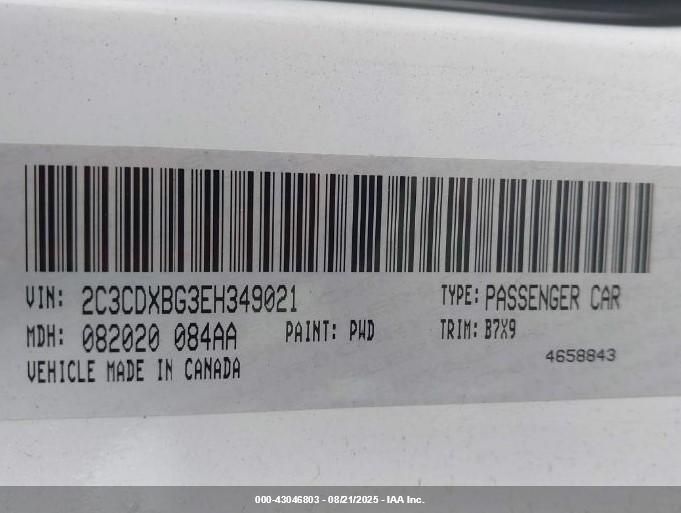 VIN: 2C3CDXBG3EH349021 TYPE: PASSENGER CAR
MDH: 082020 084AA PAINT: PWD TRIM: B7X9
VEHICLE MADE IN CANADA 4658843
000-43046803 - 08/21/2025 - IAA Inc.